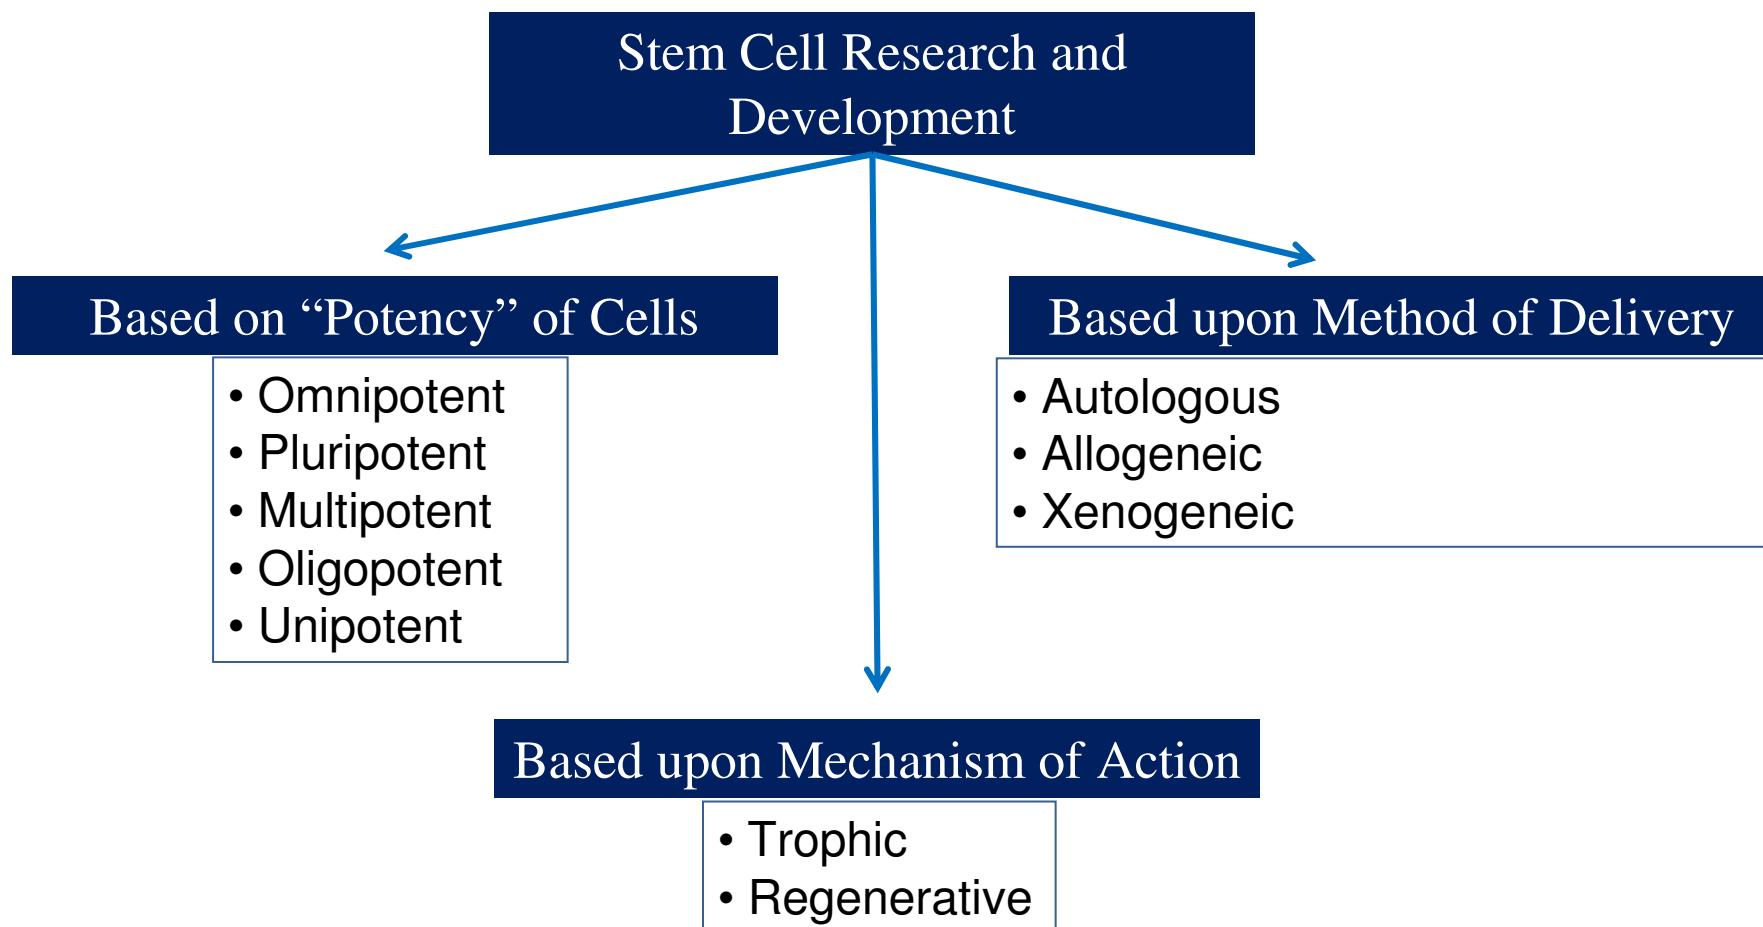 Stem Cell Research and
Development
Based on “Potency” of Cells
• Omnipotent
• Pluripotent
• Multipotent
• Oligopotent
• Unipotent
Based upon Method of Delivery
• Autologous
• Allogeneic
• Xenogeneic
Based upon Mechanism of Action
• Trophic
• Regenerative